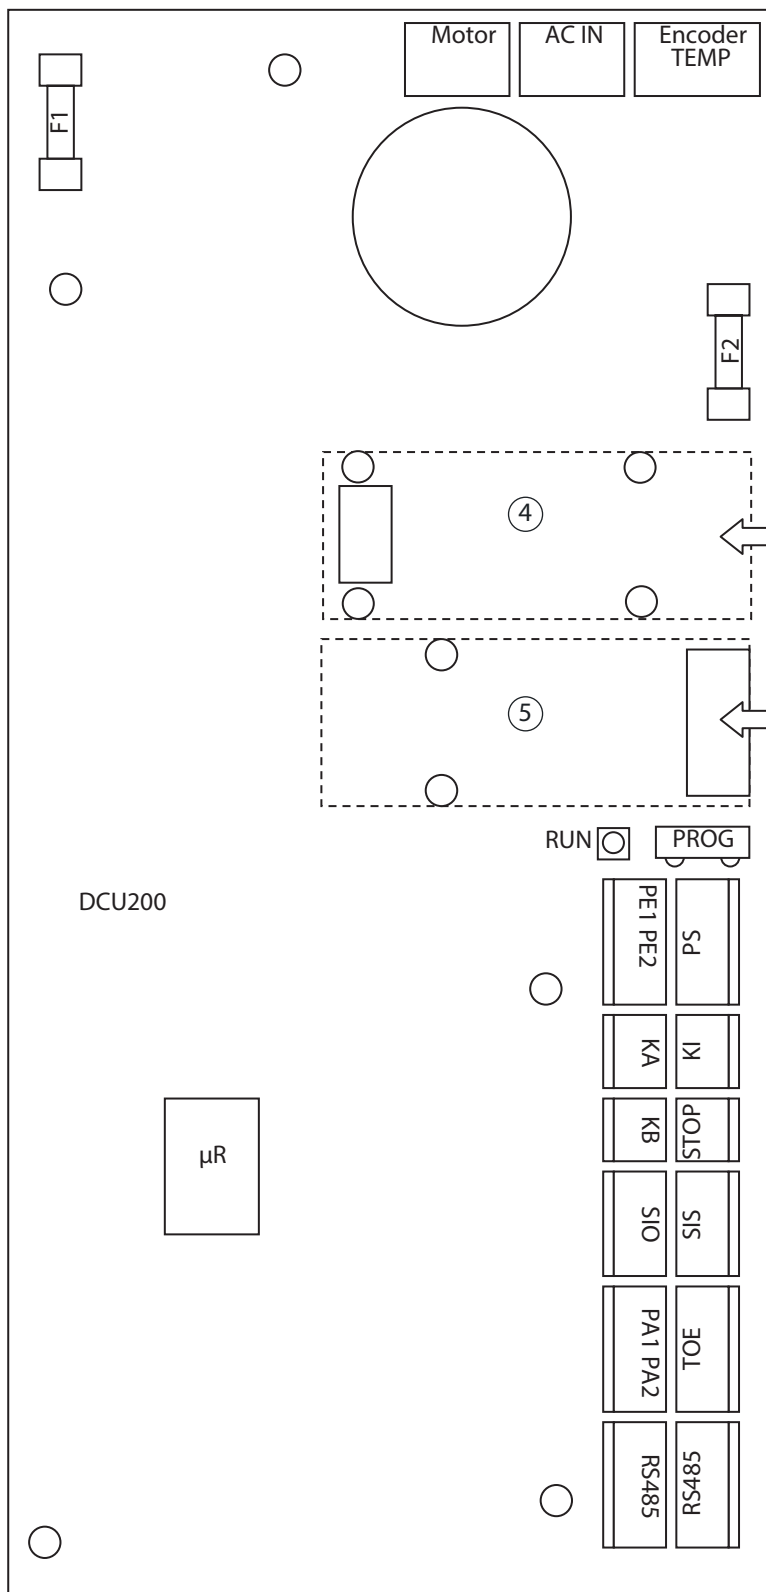 Motor
AC IN
Encoder
TEMP
F1
F2
4
5
RUN
PROG
DCU200
PE1 PE2
PS
KA
KI
KB
STOP
µR
SIO
SIS
PA1 PA2
TOE
RS485
RS485